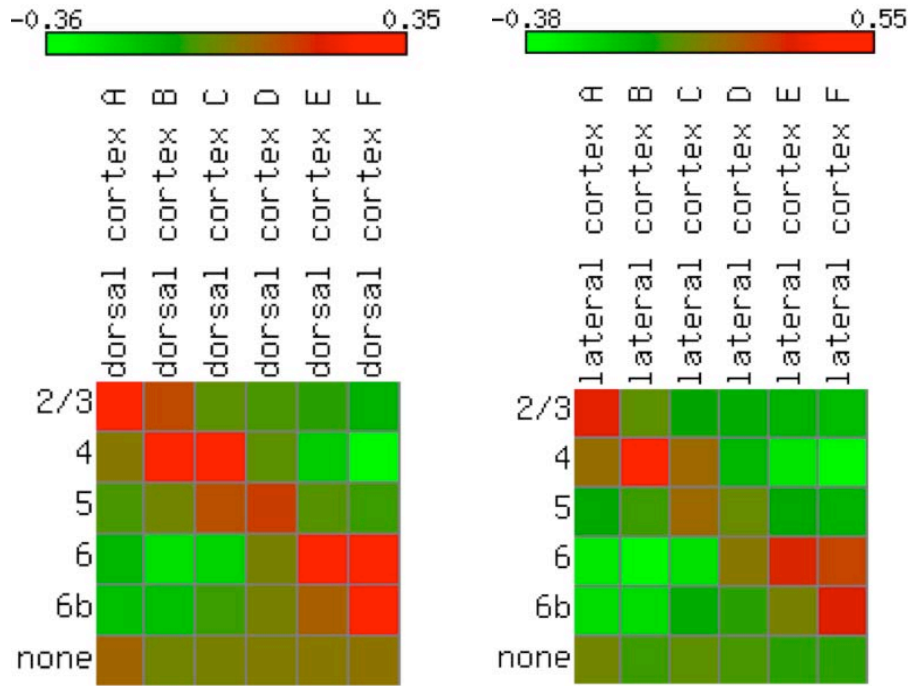 -0.36 0.35
dorsal cortex A
dorsal cortex B
dorsal cortex C
dorsal cortex D
dorsal cortex E
dorsal cortex F
2/3
4
5
6
6b
none
-0.38 0.55
lateral cortex A
lateral cortex B
lateral cortex C
lateral cortex D
lateral cortex E
lateral cortex F
2/3
4
5
6
6b
none